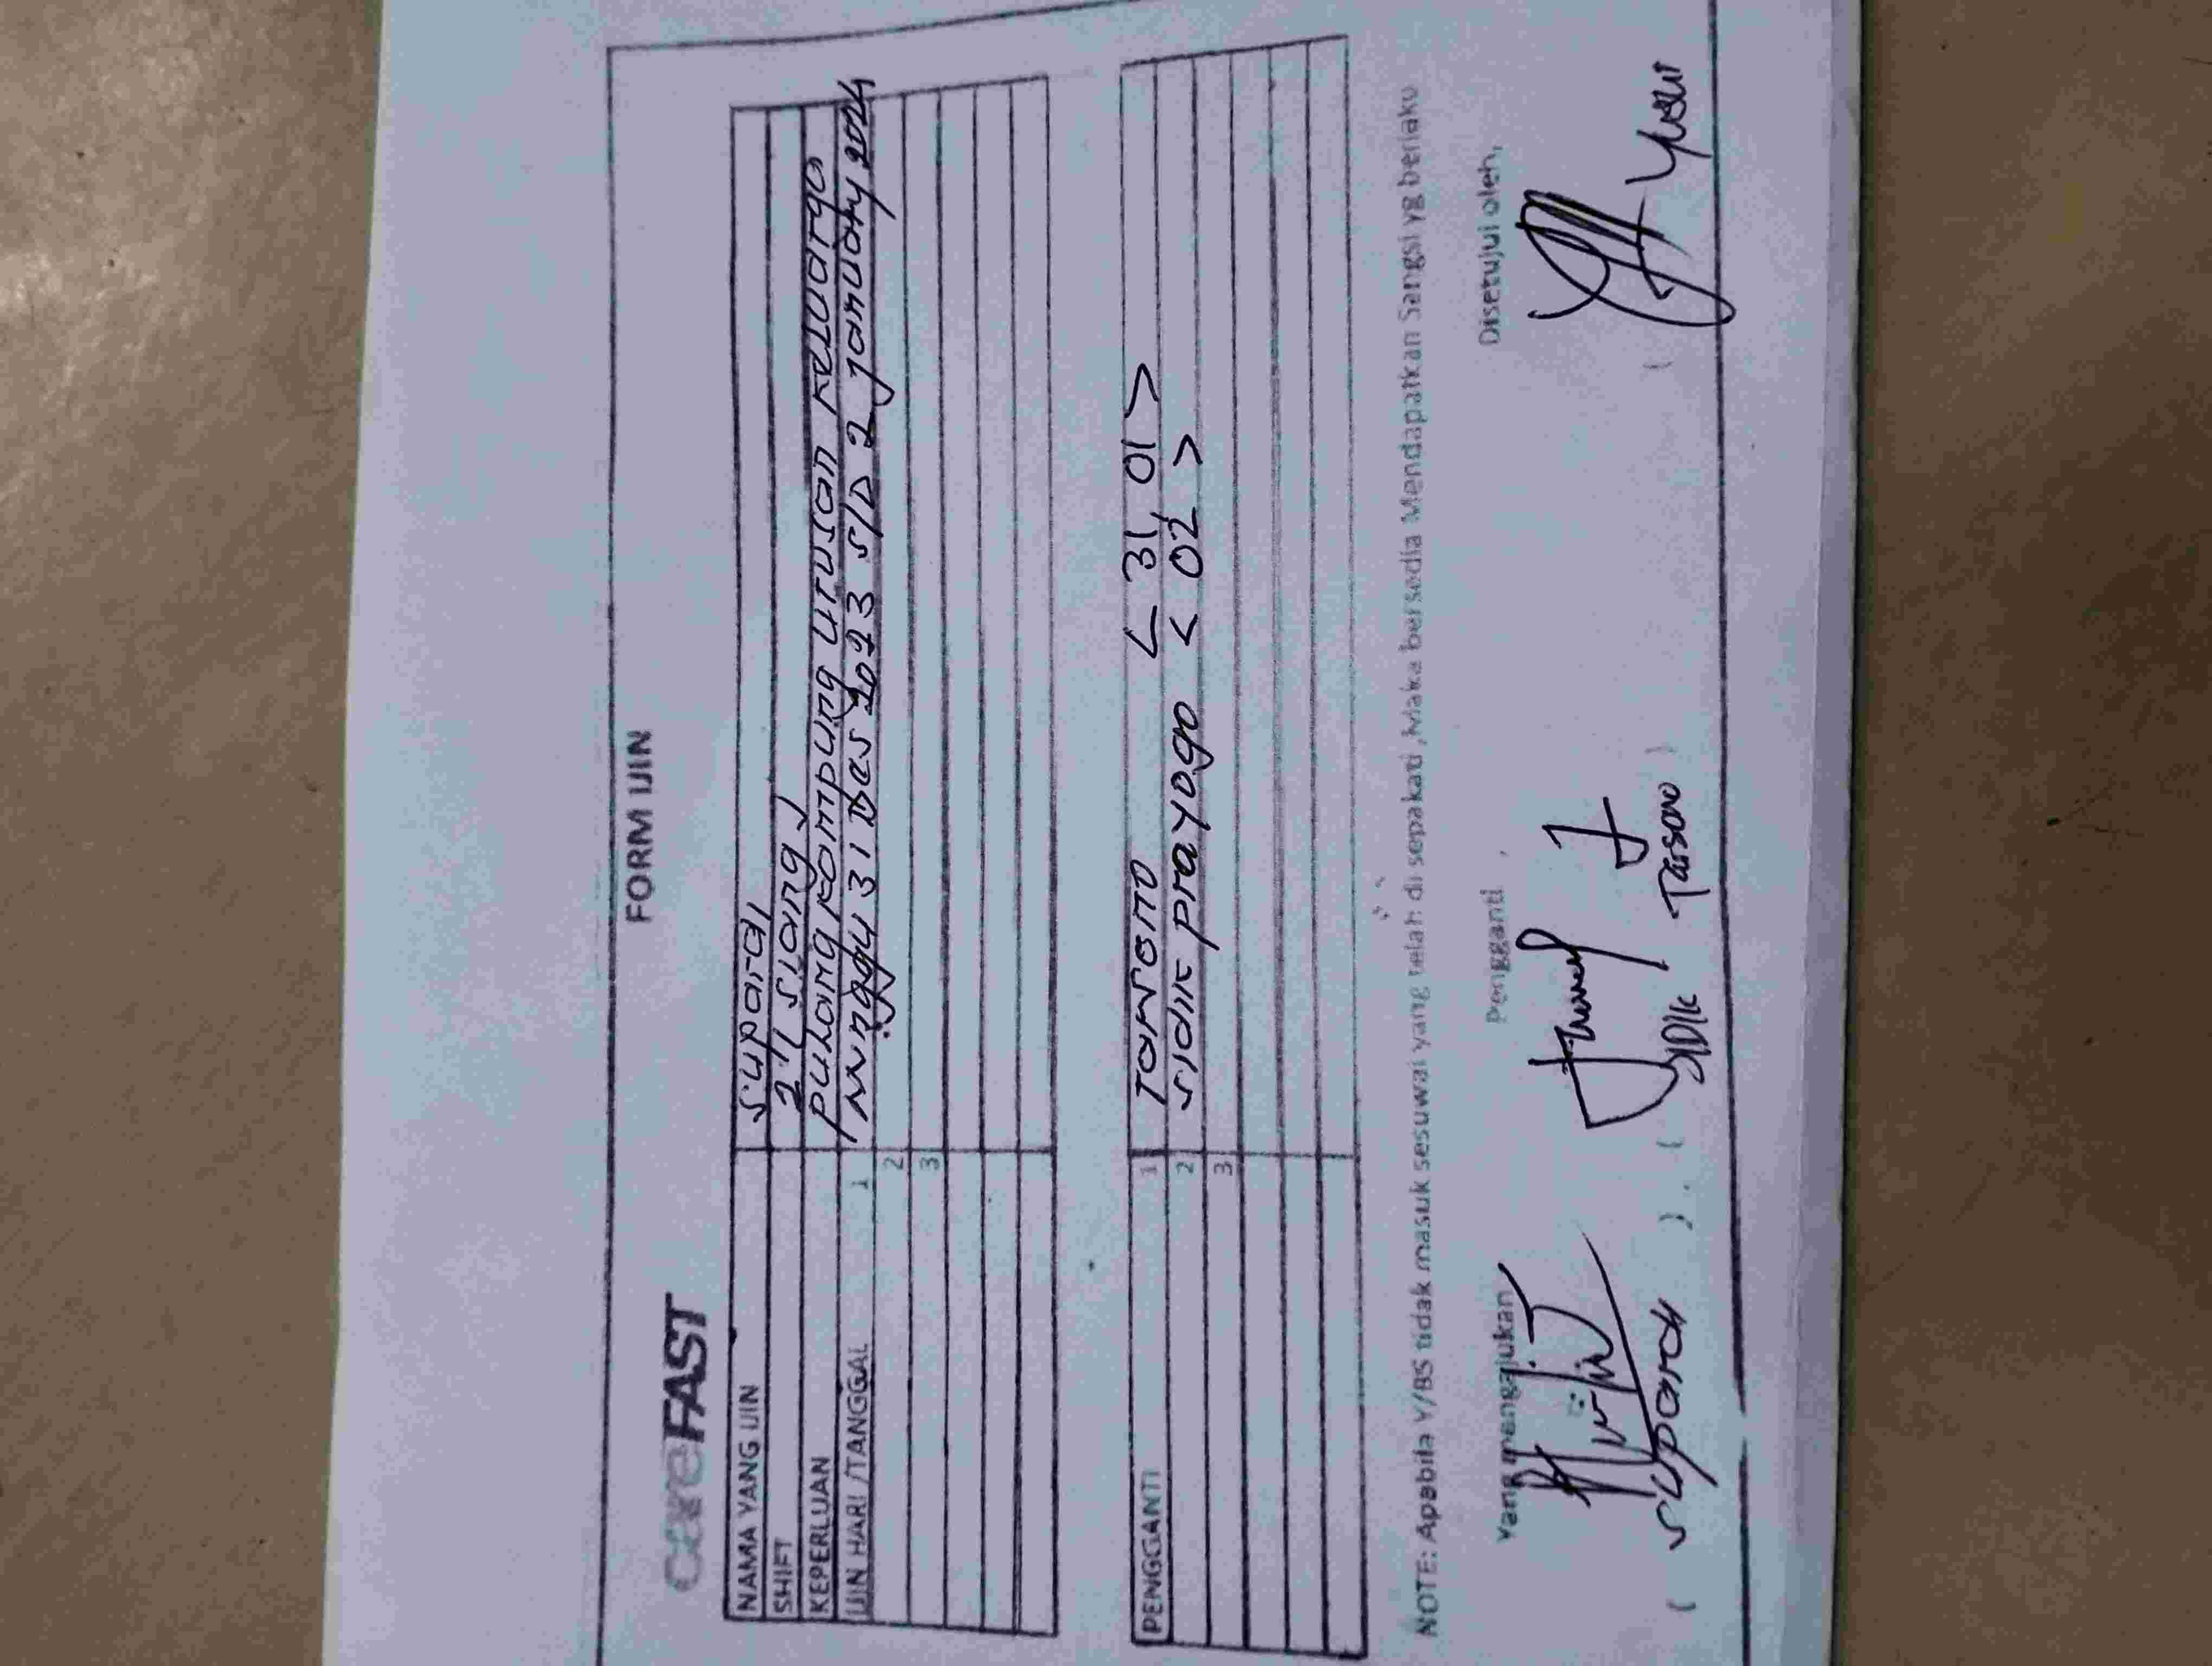 FORM IJIN
careFAST
NAMA YANG IJIN supardi
SHIFT 2 / siang
KEPERLUAN pulang kampung urusan keluarga
IJIN HARI /TANGGAL 1 minggu 31 Des 2023 s/D 2 january 2024
2
3
PENGGANTI 1 Tarsono < 31, 01 >
2 sidik prayogo < 02 >
3
NOTE: Apabila Y/BS tidak masuk sesuwai yang telah di sepakati ,Maka bersedia Mendapatkan Sangsi yg berlaku
Yang mengajukan Pengganti , Disetujui oleh,
( supardi ) . ( SIDIK Tarsono ) ( Yusuf